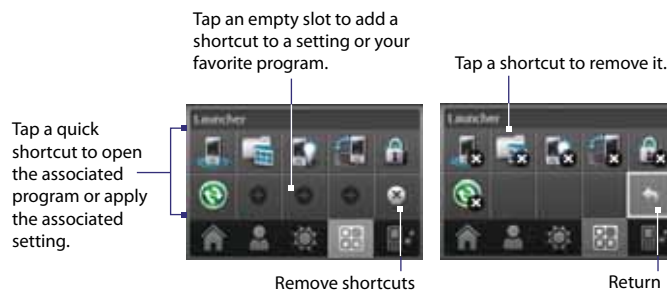 Tap an empty slot to add a
shortcut to a setting or your
favorite program.
Tap a shortcut to remove it.
Launcher
Launcher
Tap a quick
shortcut to open
the associated
program or apply
the associated
setting.
Remove shortcuts
Return